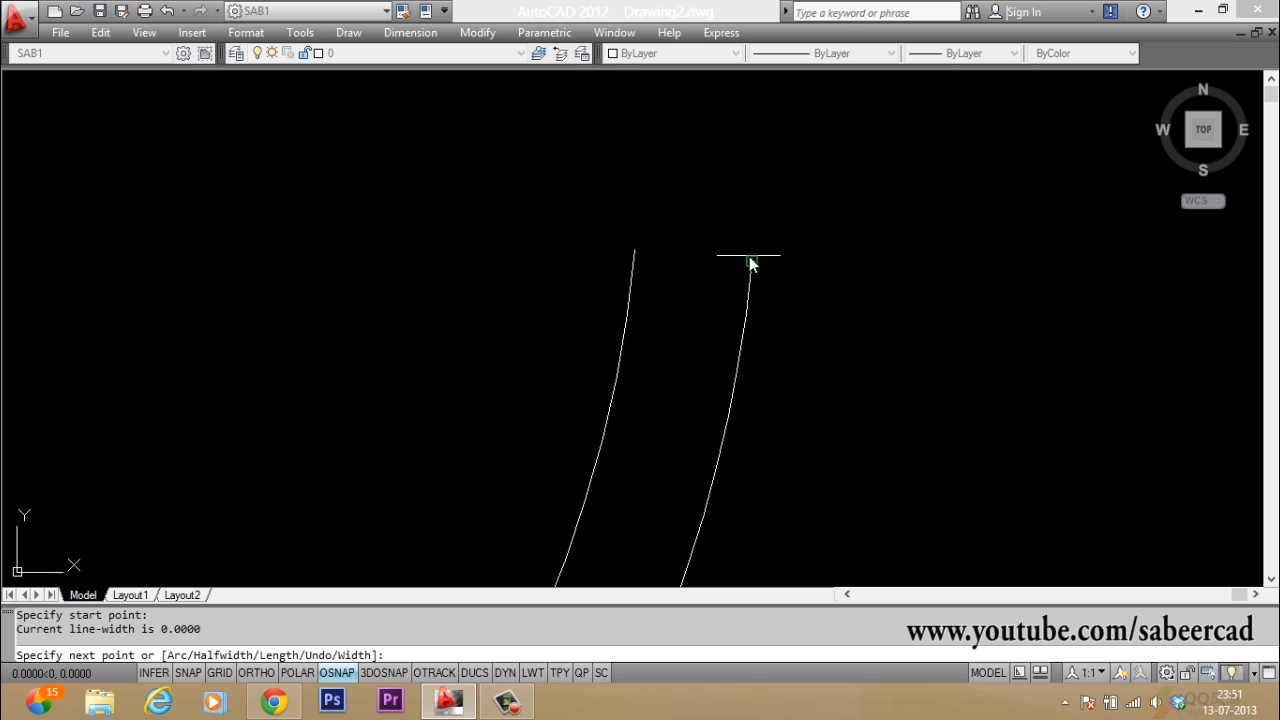 SAB1
AutoCAD 2012 Drawing2.dwg
Type a keyword or phrase
Sign In
File Edit View Insert Format Tools Draw Dimension Modify Parametric Window Help Express
SAB1
0
ByLayer
ByLayer
ByLayer
ByColor
N
W TOP E
S
WCS
Y
X
Model Layout1 Layout2
Specify start point:
Current line-width is 0.0000
Specify next point or [Arc/Halfwidth/Length/Undo/Width]:
www.youtube.com/sabeercad
0.0000<0, 0.0000
INFER SNAP GRID ORTHO POLAR OSNAP 3DOSNAP OTRACK DUCS DYN LWT TPY QP SC
MODEL
1:1
15
Ps
Pr
23:51
13-07-2013